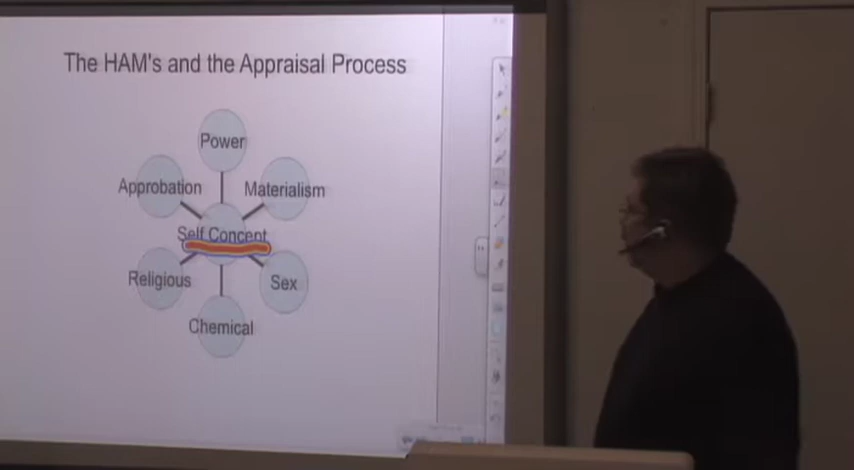 The HAM's and the Appraisal Process
Power
Approbation
Materialism
Self Concept
Religious
Sex
Chemical